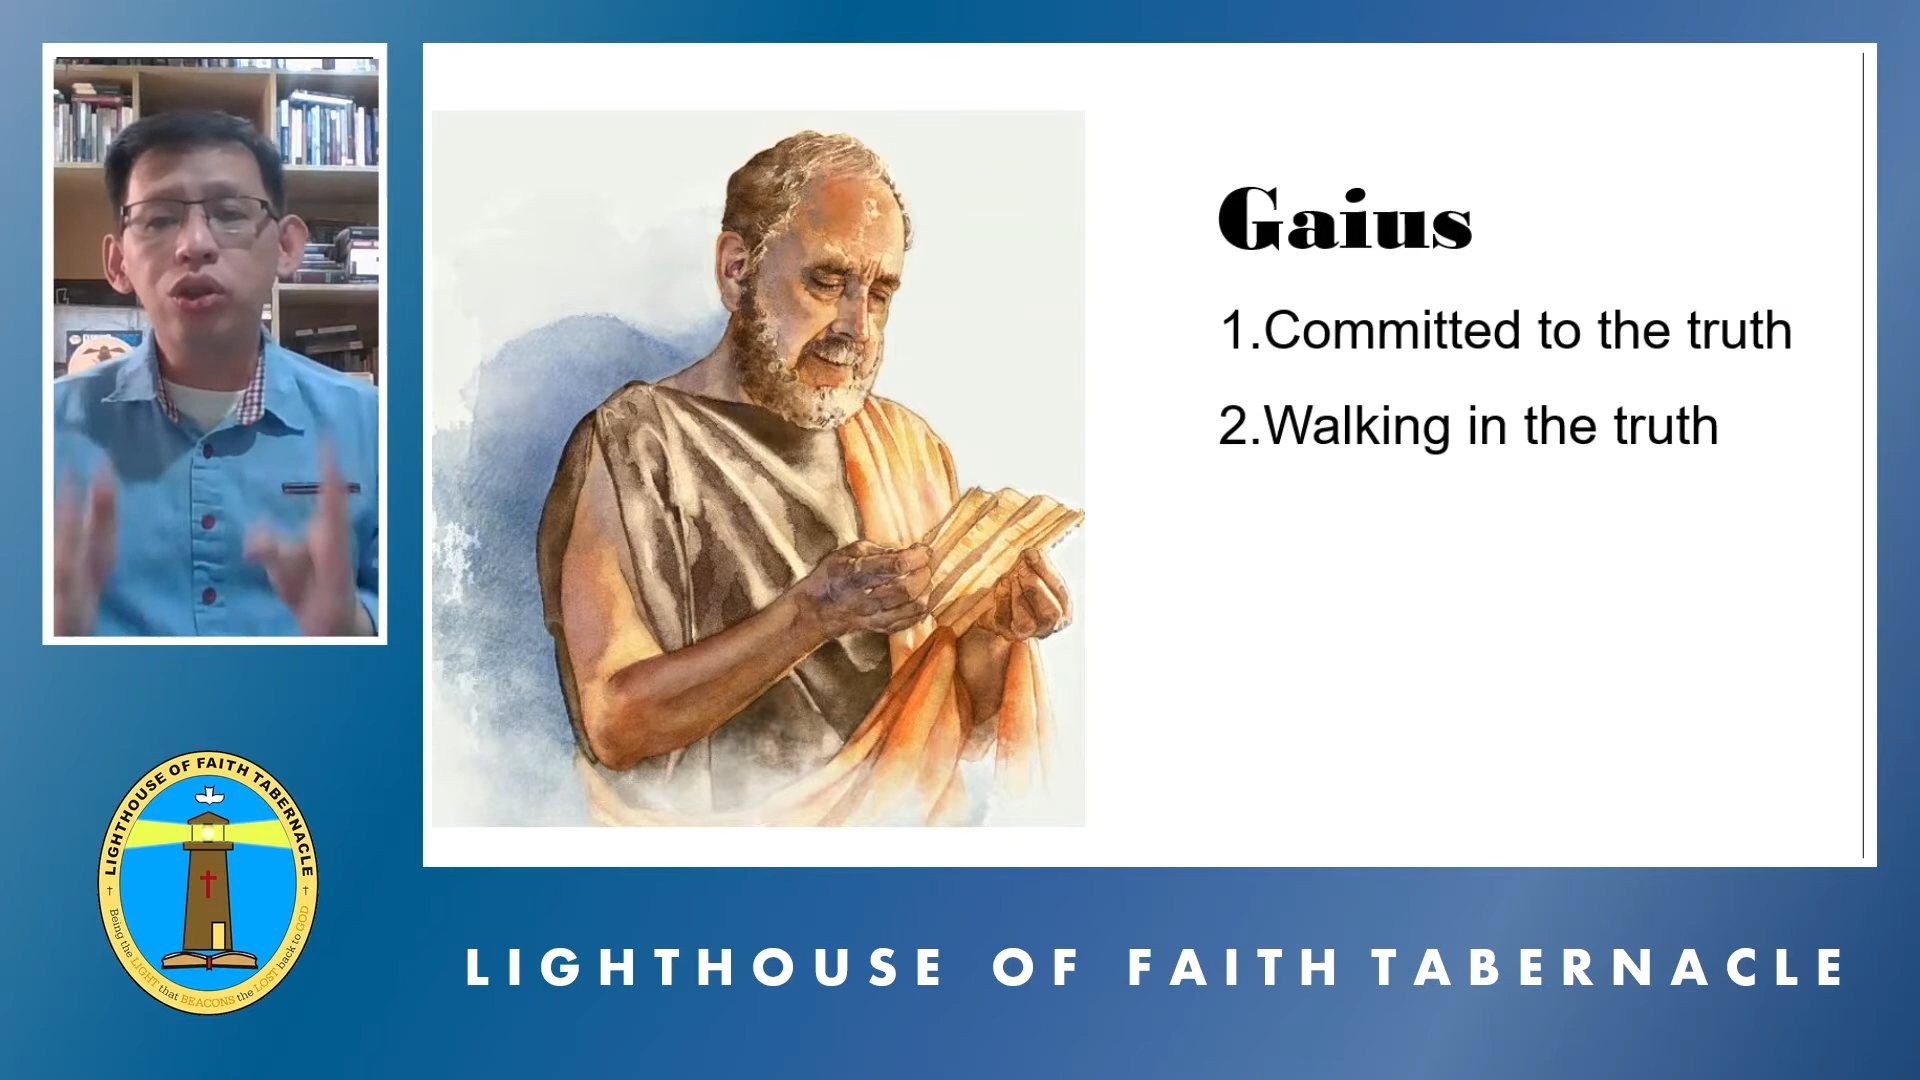 Gaius
1.Committed to the truth
2.Walking in the truth
LIGHTHOUSE OF FAITH TABERNACLE
Being the LIGHT that BEACONS the LOST back to GOD
LIGHTHOUSE OF FAITH TABERNACLE